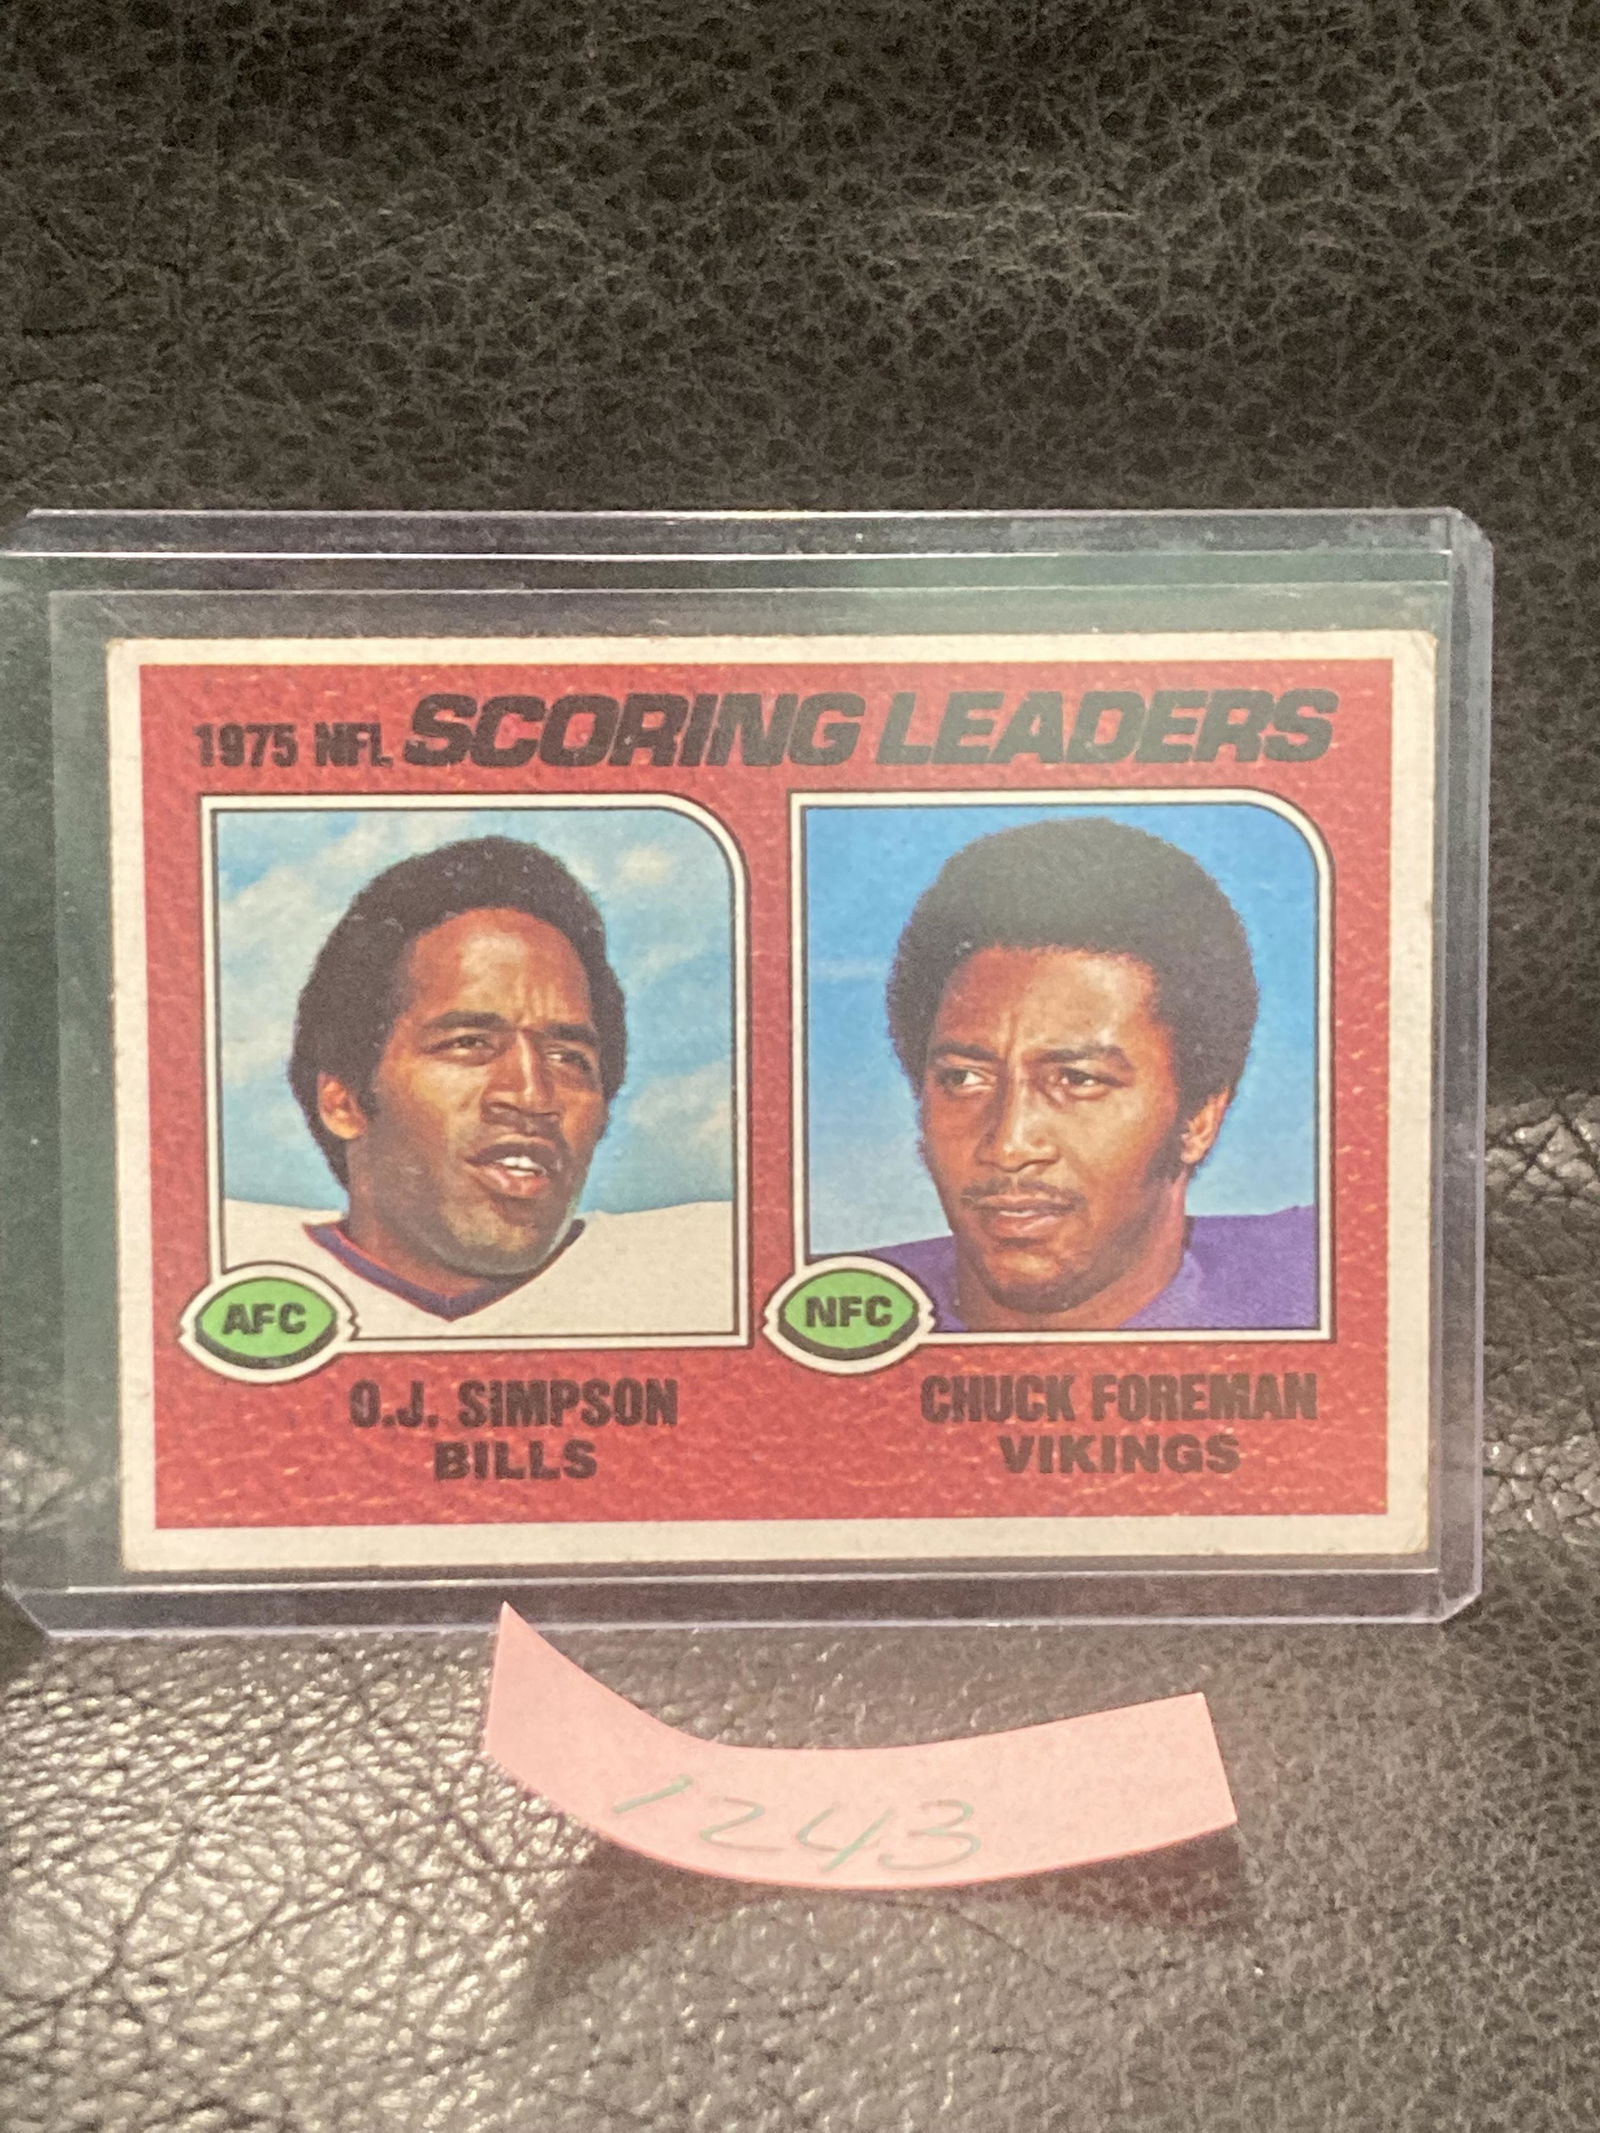 1975 NFL SCORING LEADERS
AFC
NFC
O.J. SIMPSON
BILLS
CHUCK FOREMAN
VIKINGS
1243